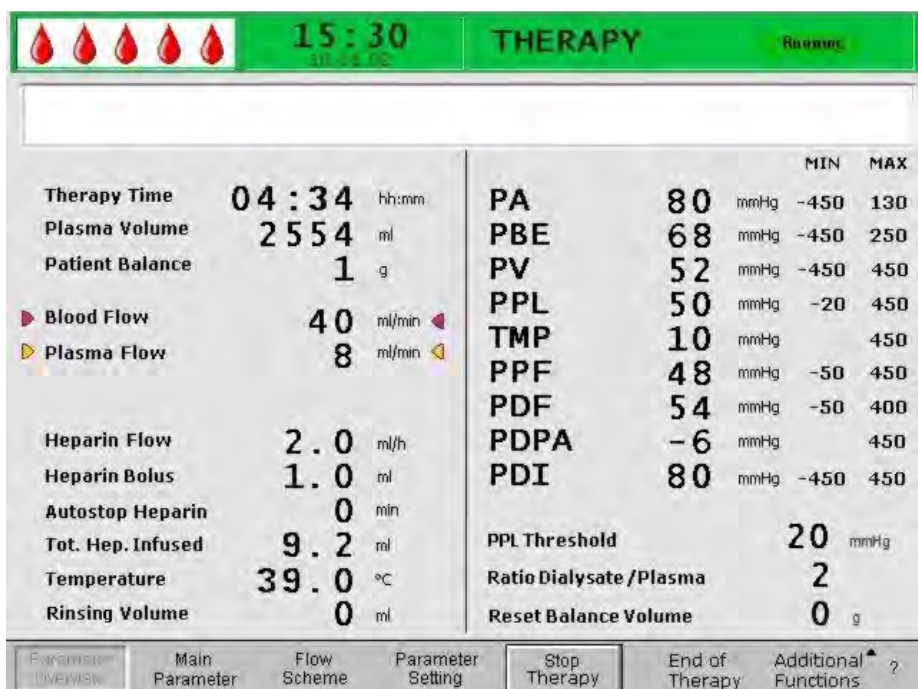 15:30 THERAPY Running
MIN MAX
Therapy Time 04:34 hh:mm
Plasma Volume 2554 ml
Patient Balance 1 g
Blood Flow 40 ml/min
Plasma Flow 8 ml/min
Heparin Flow 2.0 ml/h
Heparin Bolus 1.0 ml
Autostop Heparin 0 min
Tot. Hep. Infused 9.2 ml
Temperature 39.0 °C
Rinsing Volume 0 ml
PA 80 mmHg -450 130
PBE 68 mmHg -450 250
PV 52 mmHg -450 450
PPL 50 mmHg -20 450
TMP 10 mmHg 450
PPF 48 mmHg -50 450
PDF 54 mmHg -50 400
PDPA -6 mmHg 450
PDI 80 mmHg -450 450
PPL Threshold 20 mmHg
Ratio Dialysate/Plasma 2
Reset Balance Volume 0 g
Parameter Overview
Main Parameter
Flow Scheme
Parameter Setting
Stop Therapy
End of Therapy
Additional Functions
?